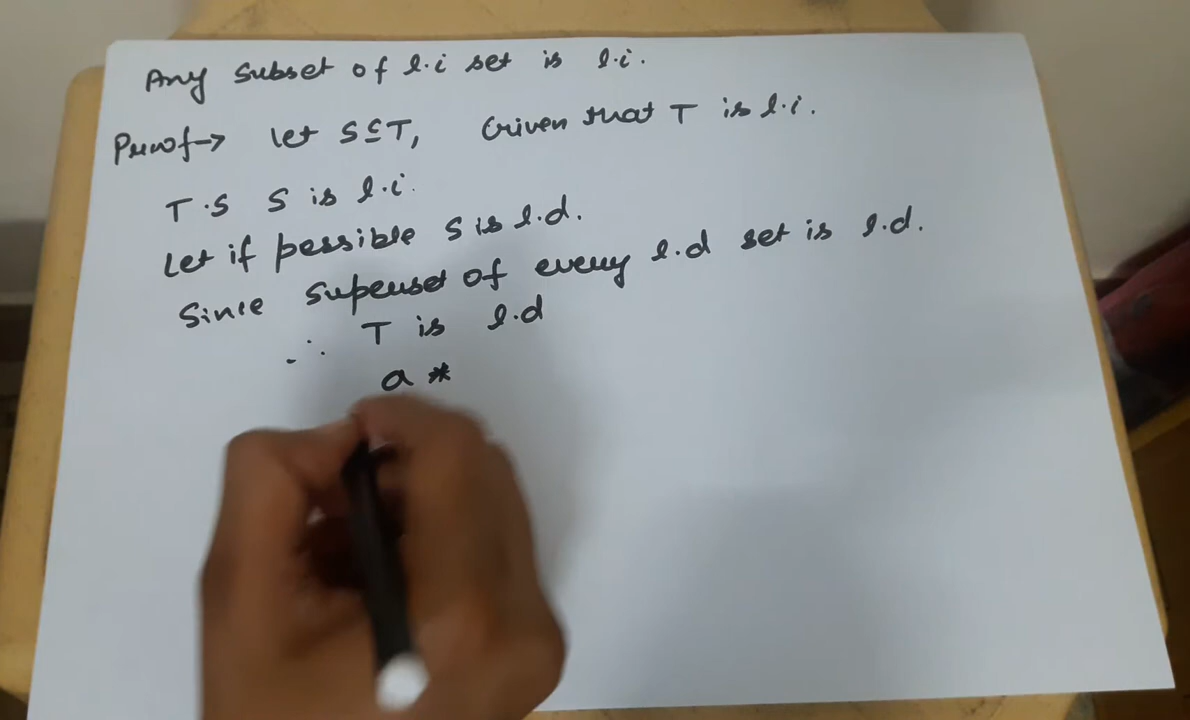 Any subset of l.i set is l.i.
Proof→ let S⊆T, Given that T is l.i.
T.S S is l.i.
Let if possible S is l.d.
Since superset of every l.d set is l.d.
∴ T is l.d
a *